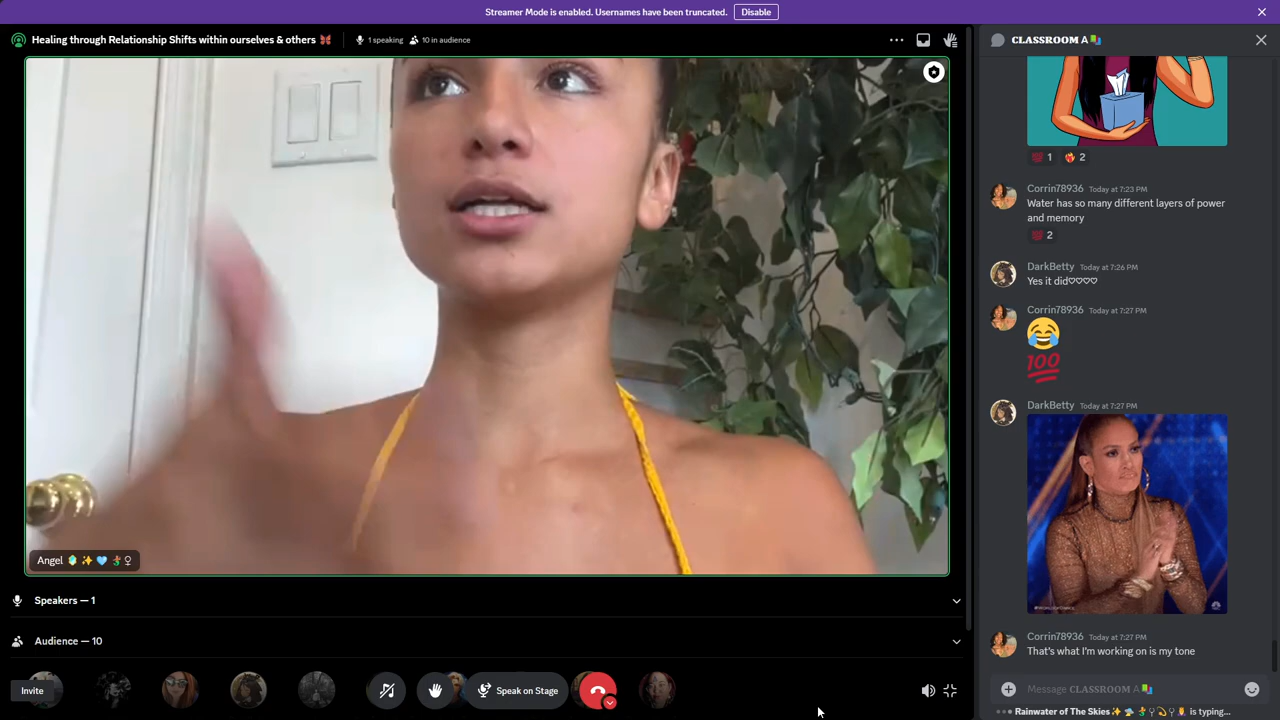 Streamer Mode is enabled. Usernames have been truncated.
Disable
Healing through Relationship Shifts within ourselves & others 🦋
1 speaking
10 in audience
CLASSROOM A
1
2
Corrin78936 Today at 7:23 PM
Water has so many different layers of power
and memory
2
DarkBetty Today at 7:26 PM
Yes it did♡♡♡♡
Corrin78936 Today at 7:27 PM
😂
💯
DarkBetty Today at 7:27 PM
Corrin78936 Today at 7:27 PM
That's what I'm working on is my tone
Angel
Speakers — 1
Audience — 10
Invite
Speak on Stage
Message CLASSROOM A
Rainwater of The Skies is typing...